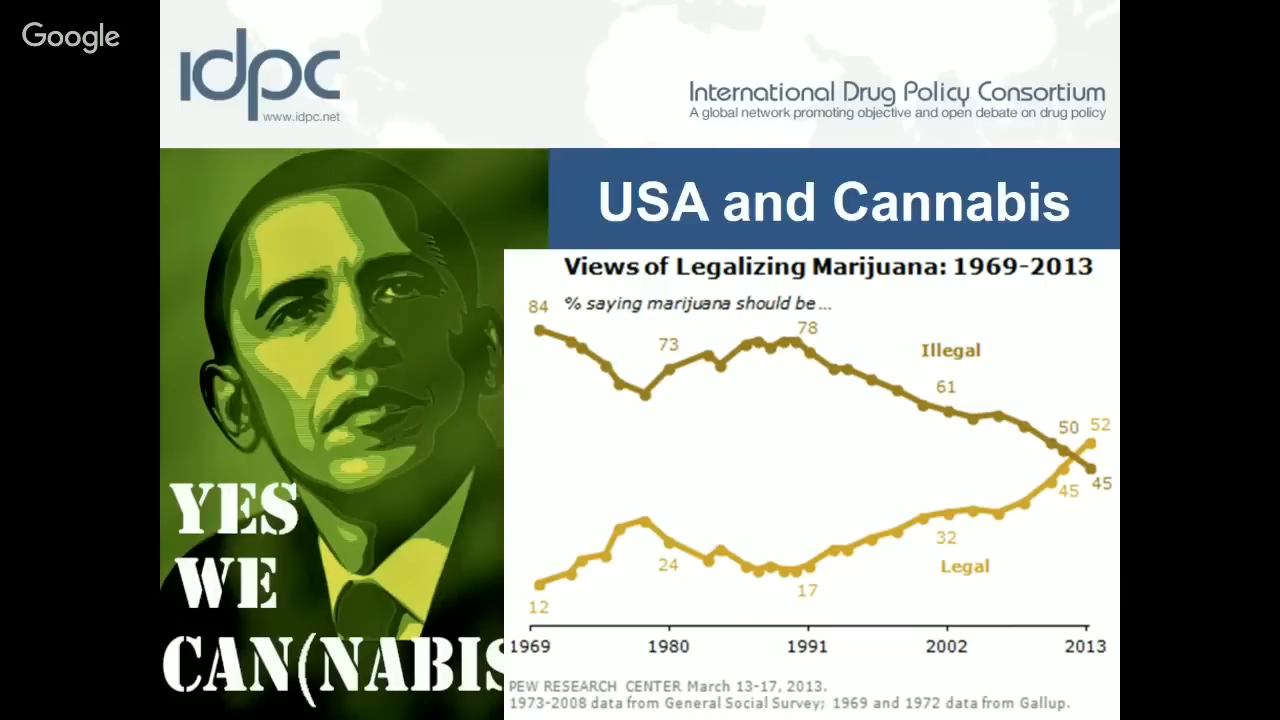 Google
idpc
www.idpc.net
International Drug Policy Consortium
A global network promoting objective and open debate on drug policy
USA and Cannabis
YES
WE
CAN(NABIS
Views of Legalizing Marijuana: 1969-2013
% saying marijuana should be...
84
73
78
Illegal
61
50
52
45
45
32
Legal
24
17
12
1969
1980
1991
2002
2013
PEW RESEARCH CENTER March 13-17, 2013.
1973-2008 data from General Social Survey; 1969 and 1972 data from Gallup.